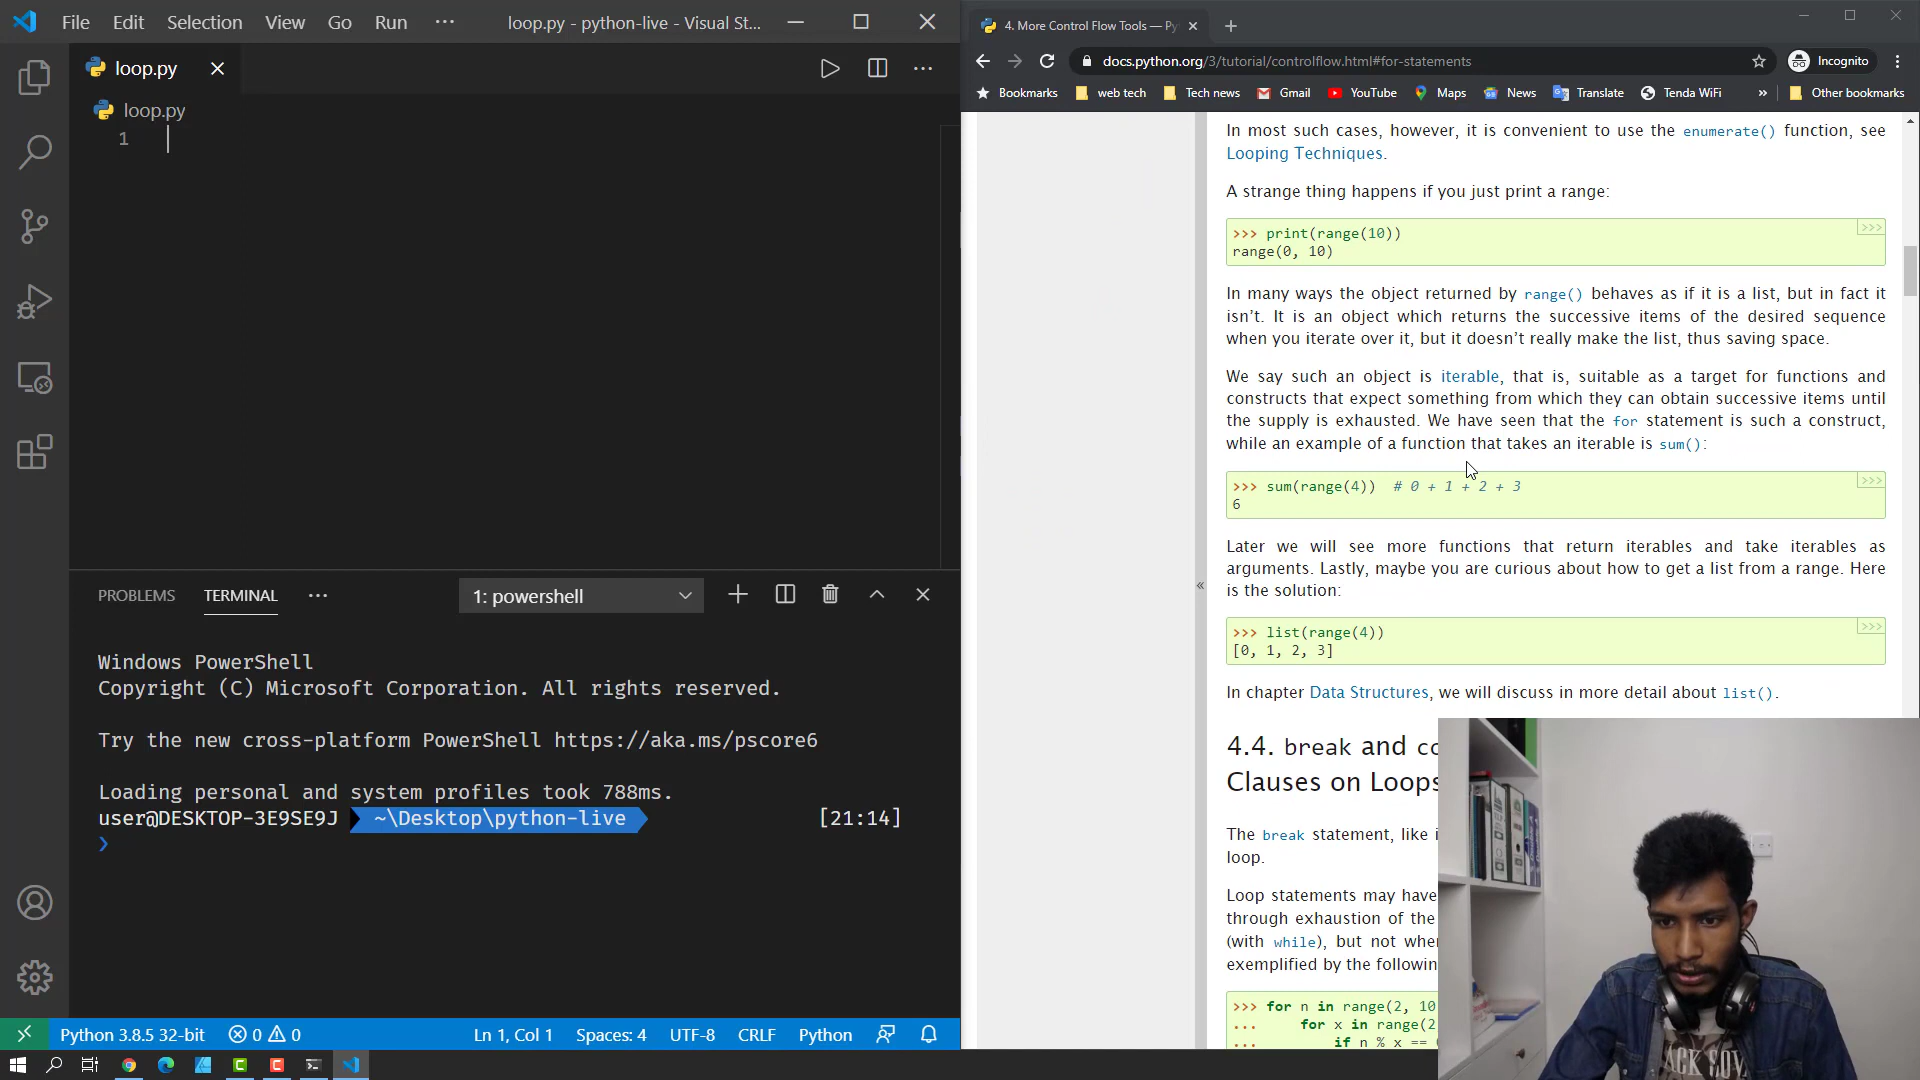 File Edit Selection View Go Run ··· loop.py - python-live - Visual St...
loop.py
loop.py
1
PROBLEMS TERMINAL ··· 1: powershell
Windows PowerShell
Copyright (C) Microsoft Corporation. All rights reserved.
Try the new cross-platform PowerShell https://aka.ms/pscore6
Loading personal and system profiles took 788ms.
user@DESKTOP-3E9SE9J ~\Desktop\python-live [21:14]
❯
Python 3.8.5 32-bit 0 0 Ln 1, Col 1 Spaces: 4 UTF-8 CRLF Python
4. More Control Flow Tools — Py
docs.python.org/3/tutorial/controlflow.html#for-statements Incognito
Bookmarks web tech Tech news Gmail YouTube Maps News Translate Tenda WiFi » Other bookmarks
In most such cases, however, it is convenient to use the enumerate() function, see
Looping Techniques.
A strange thing happens if you just print a range:
>>> print(range(10)) >>>
range(0, 10)
In many ways the object returned by range() behaves as if it is a list, but in fact it
isn’t. It is an object which returns the successive items of the desired sequence
when you iterate over it, but it doesn’t really make the list, thus saving space.
We say such an object is iterable, that is, suitable as a target for functions and
constructs that expect something from which they can obtain successive items until
the supply is exhausted. We have seen that the for statement is such a construct,
while an example of a function that takes an iterable is sum():
>>> sum(range(4)) # 0 + 1 + 2 + 3 >>>
6
Later we will see more functions that return iterables and take iterables as
arguments. Lastly, maybe you are curious about how to get a list from a range. Here
is the solution:
«
>>> list(range(4)) >>>
[0, 1, 2, 3]
In chapter Data Structures, we will discuss in more detail about list().
4.4. break and co
Clauses on Loops
The break statement, like i
loop.
Loop statements may have
through exhaustion of the
(with while), but not whe
exemplified by the followin
>>> for n in range(2, 10
... for x in range(2
... if n % x ==